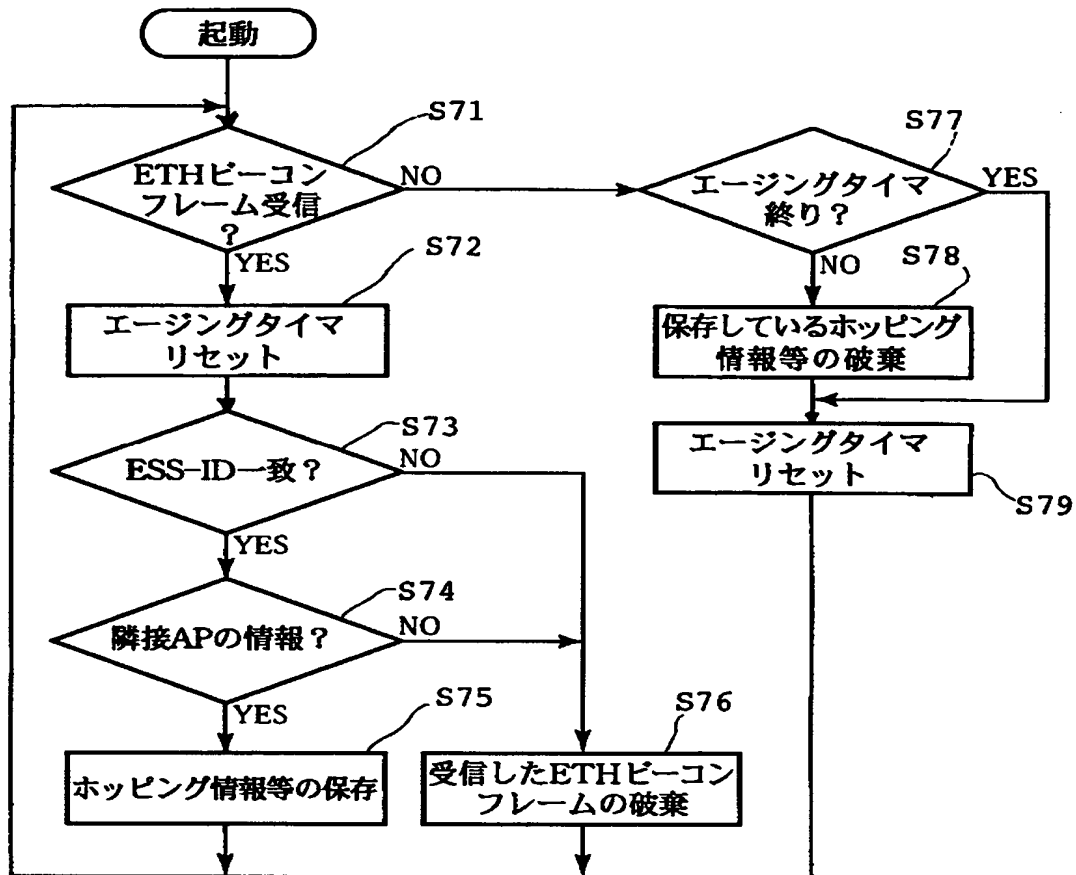 起動
S71
ETHビーコン
フレーム受信
?
NO
YES
S72
エージングタイマ
リセット
S73
ESS-ID一致?
NO
YES
S74
隣接APの情報?
NO
YES
S75
ホッピング情報等の保存
S76
受信したETHビーコン
フレームの破棄
S77
エージングタイマ
終り?
YES
NO
S78
保存しているホッピング
情報等の破棄
エージングタイマ
リセット
S79